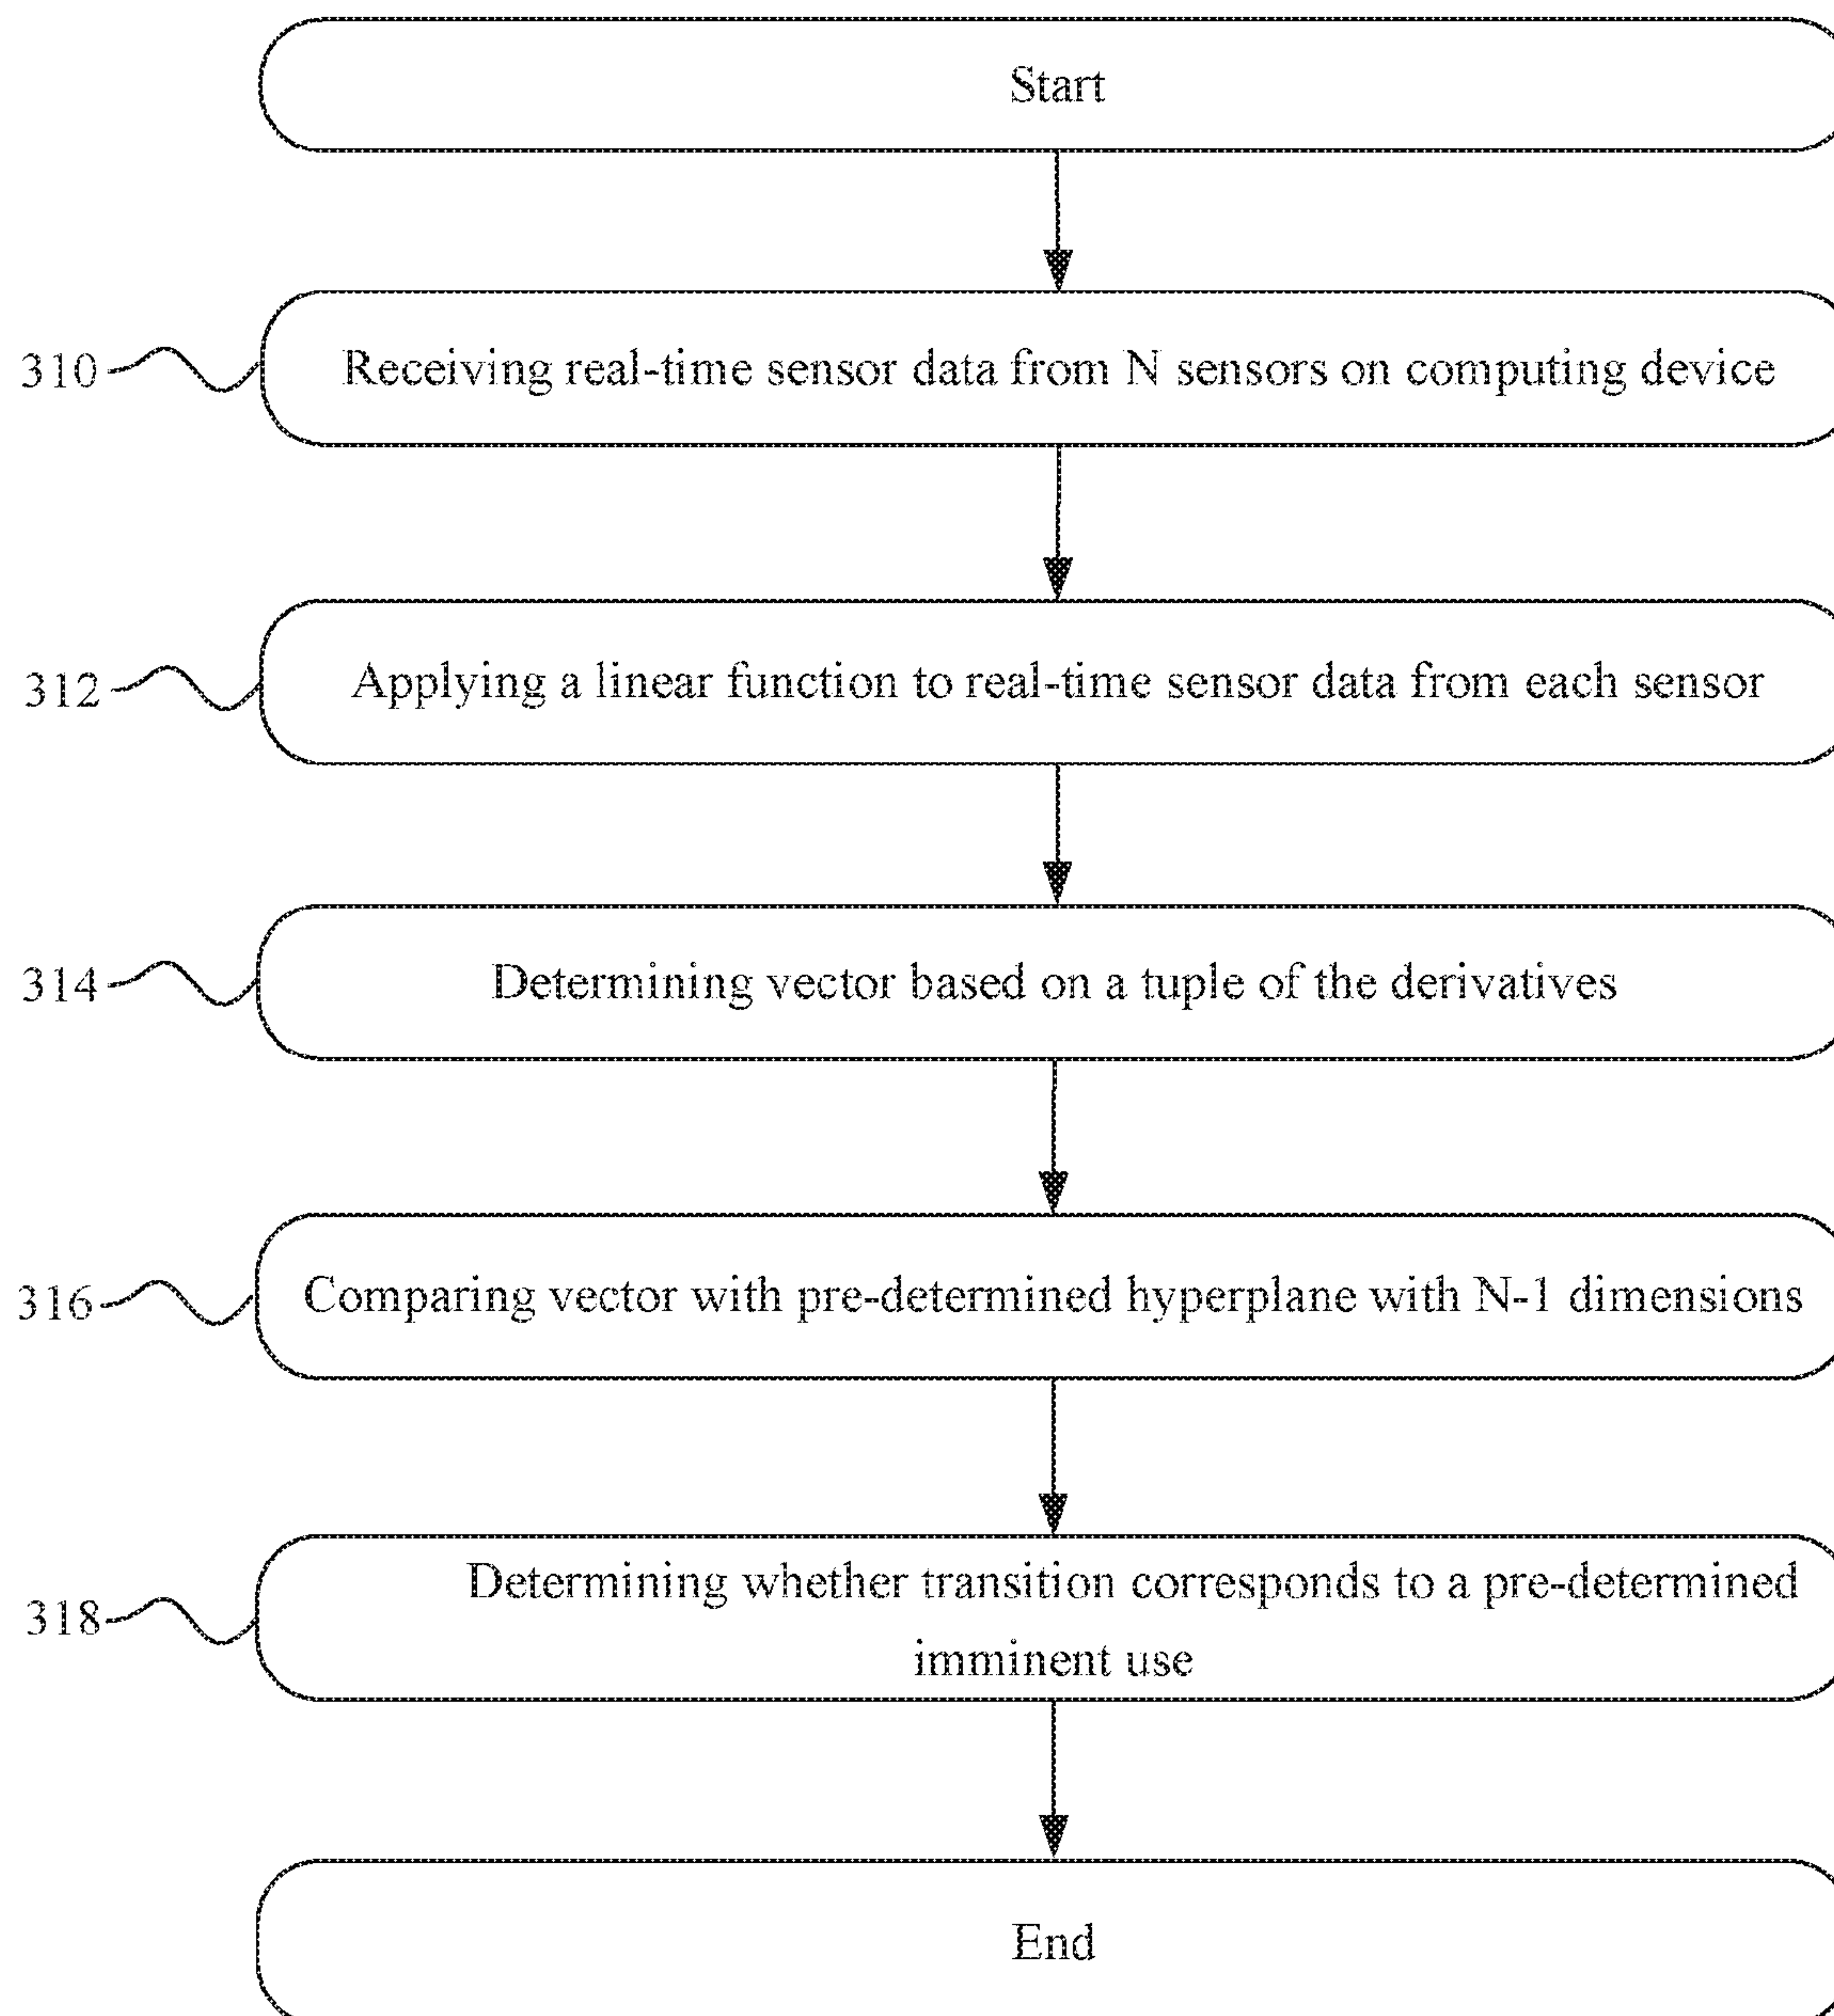 Start
310
Receiving real-time sensor data from N sensors on computing device
312
Applying a linear function to real-time sensor data from each sensor
314
Determining vector based on a tuple of the derivatives
316
Comparing vector with pre-determined hyperplane with N-1 dimensions
318
Determining whether transition corresponds to a pre-determined
imminent use
End